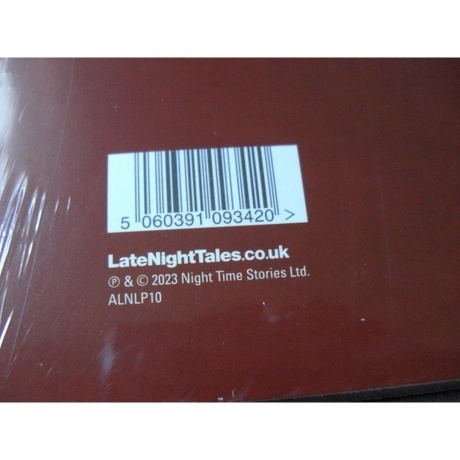 5 060391 093420 >
LateNightTales.co.uk
℗ & © 2023 Night Time Stories Ltd.
ALNLP10